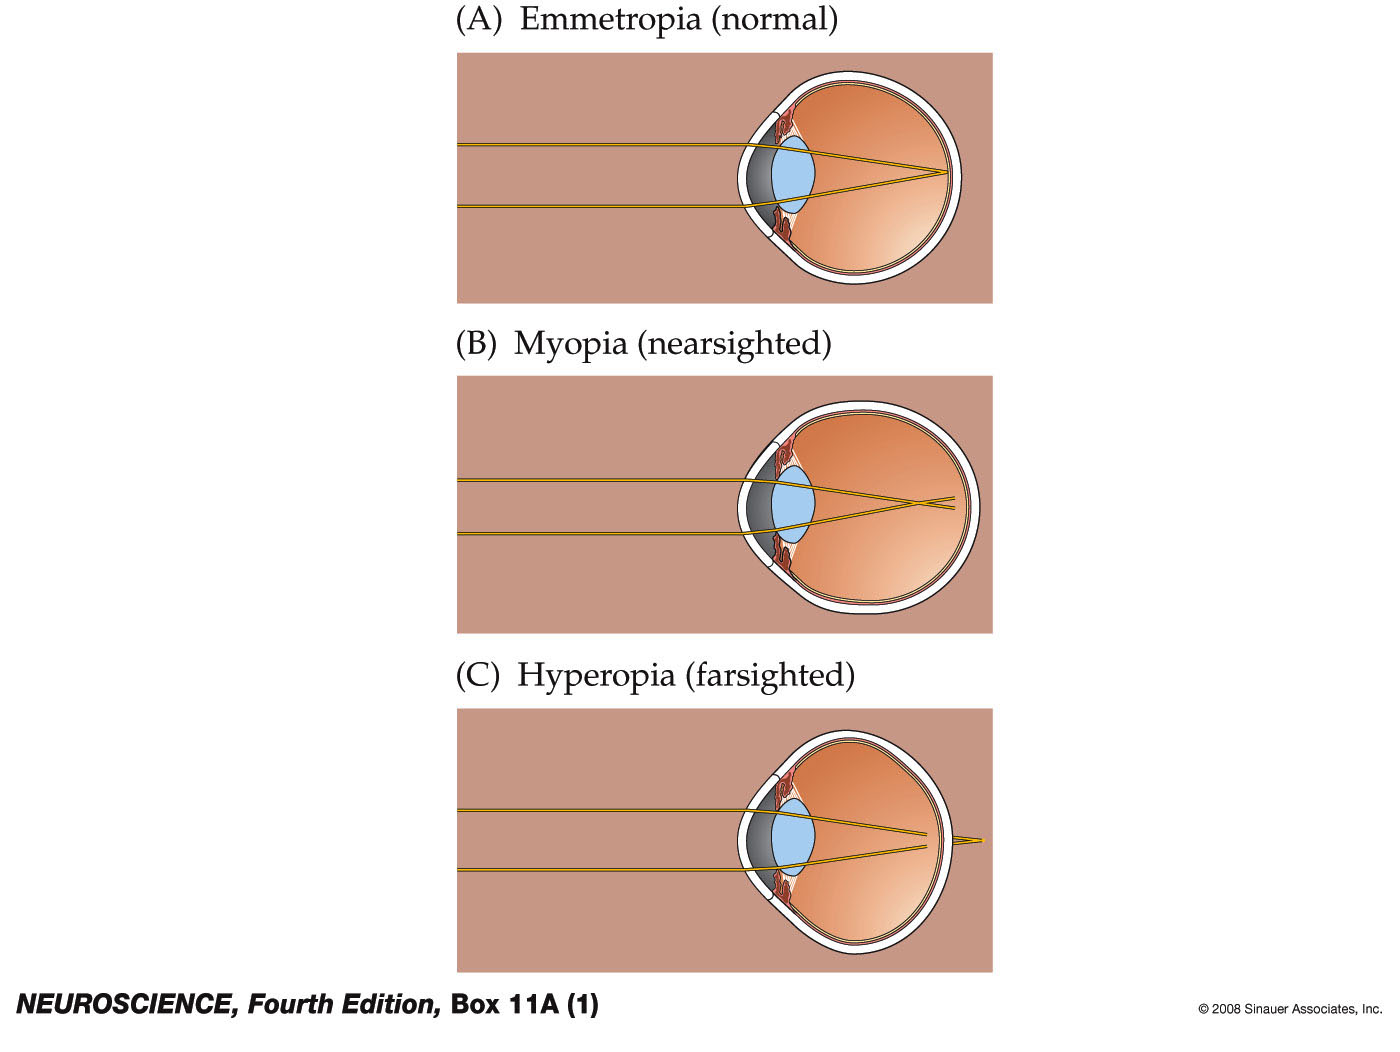 (A) Emmetropia (normal)
(B) Myopia (nearsighted)
(C) Hyperopia (farsighted)
NEUROSCIENCE, Fourth Edition, Box 11A (1)
© 2008 Sinauer Associates, Inc.